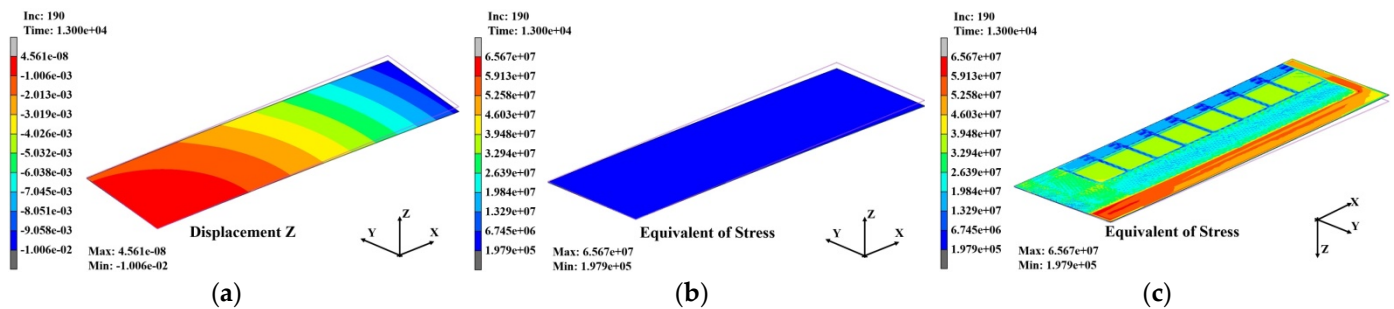 Inc: 190
Time: 1.300e+04
4.561e-08
-1.006e-03
-2.013e-03
-3.019e-03
-4.026e-03
-5.032e-03
-6.038e-03
-7.045e-03
-8.051e-03
-9.058e-03
-1.006e-02
Displacement Z
Max: 4.561e-08
Min: -1.006e-02
Z
Y
X
(a)
Inc: 190
Time: 1.300e+04
6.567e+07
5.913e+07
5.258e+07
4.603e+07
3.948e+07
3.294e+07
2.639e+07
1.984e+07
1.329e+07
6.745e+06
1.979e+05
Equivalent of Stress
Max: 6.567e+07
Min: 1.979e+05
Z
Y
X
(b)
Inc: 190
Time: 1.300e+04
6.567e+07
5.913e+07
5.258e+07
4.603e+07
3.948e+07
3.294e+07
2.639e+07
1.984e+07
1.329e+07
6.746e+06
1.979e+05
Equivalent of Stress
Max: 6.567e+07
Min: 1.979e+05
X
Y
Z
(c)